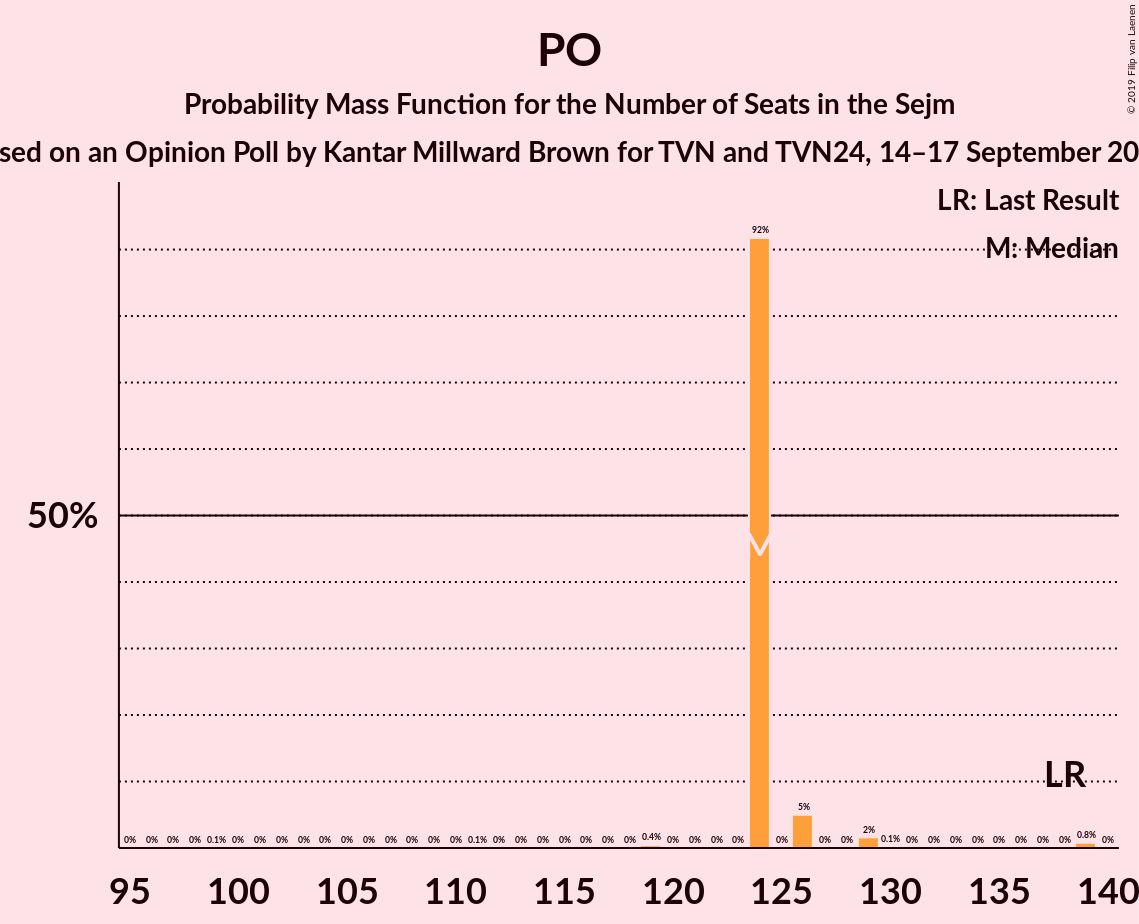 PO
Probability Mass Function for the Number of Seats in the Sejm
sed on an Opinion Poll by Kantar Millward Brown for TVN and TVN24, 14–17 September 20
© 2019 Filip van Laenen
LR: Last Result
M: Median
92%
50%
LR
5%
2%
0% 0% 0% 0% 0.1% 0% 0% 0% 0% 0% 0% 0% 0% 0% 0% 0% 0.1% 0% 0% 0% 0% 0% 0% 0% 0.4% 0% 0% 0% 0% 0% 0% 0% 0.1% 0% 0% 0% 0% 0% 0% 0% 0% 0.8% 0%
95 100 105 110 115 120 125 130 135 140